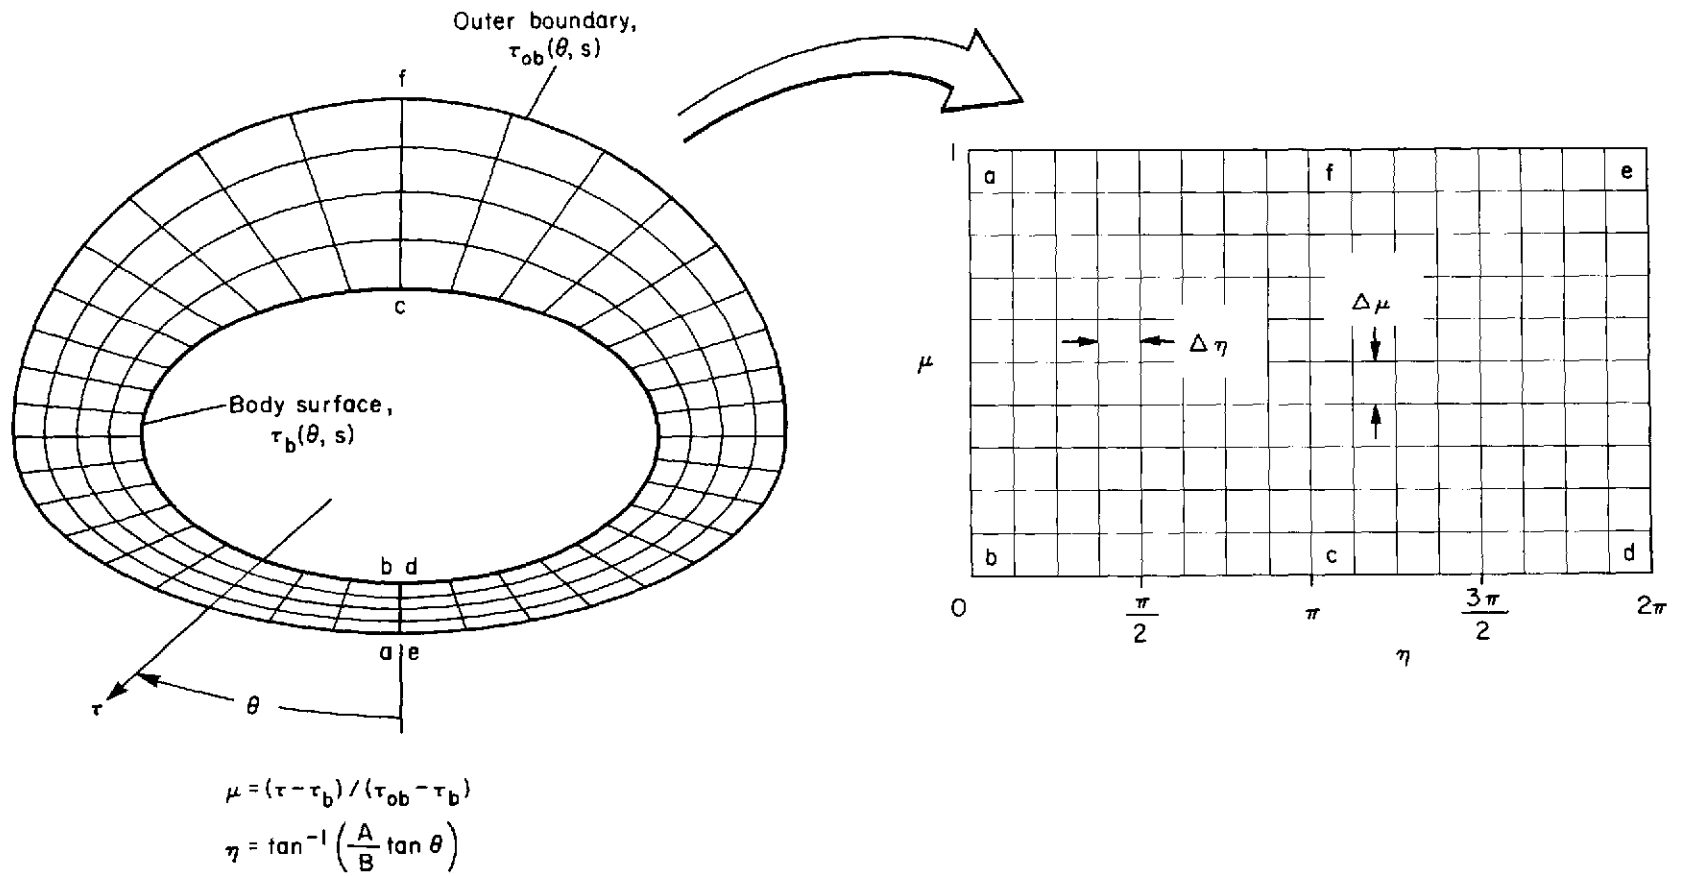 Outer boundary,
τob(θ, s)
f
c
Body surface,
τb(θ, s)
b d
a e
τ
θ
μ = (τ-τb) / (τob-τb)
η = tan⁻¹ (A/B tan θ)
1
a f e
Δμ
Δη
μ
b c d
0 π/2 π 3π/2 2π
η